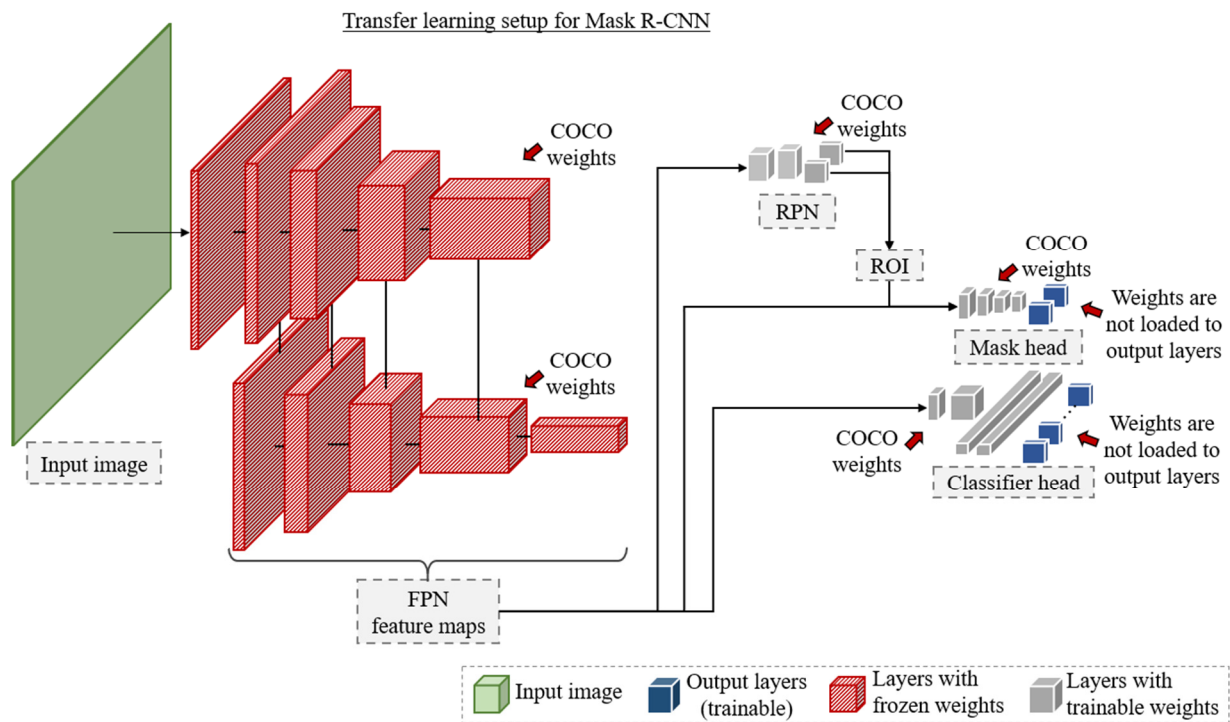 Transfer learning setup for Mask R-CNN
COCO
weights
COCO
weights
RPN
ROI
COCO
weights
Weights are
not loaded to
output layers
Mask head
COCO
weights
COCO
weights
Weights are
not loaded to
output layers
Classifier head
Input image
FPN
feature maps
Input image
Output layers
(trainable)
Layers with
frozen weights
Layers with
trainable weights